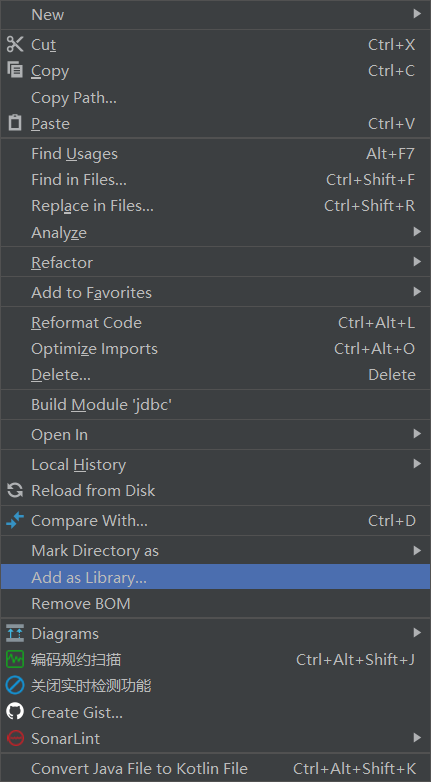 New
Cut Ctrl+X
Copy Ctrl+C
Copy Path...
Paste Ctrl+V
Find Usages Alt+F7
Find in Files... Ctrl+Shift+F
Replace in Files... Ctrl+Shift+R
Analyze
Refactor
Add to Favorites
Reformat Code Ctrl+Alt+L
Optimize Imports Ctrl+Alt+O
Delete... Delete
Build Module 'jdbc'
Open In
Local History
Reload from Disk
Compare With... Ctrl+D
Mark Directory as
Add as Library...
Remove BOM
Diagrams
编码规约扫描 Ctrl+Alt+Shift+J
关闭实时检测功能
Create Gist...
SonarLint
Convert Java File to Kotlin File Ctrl+Alt+Shift+K